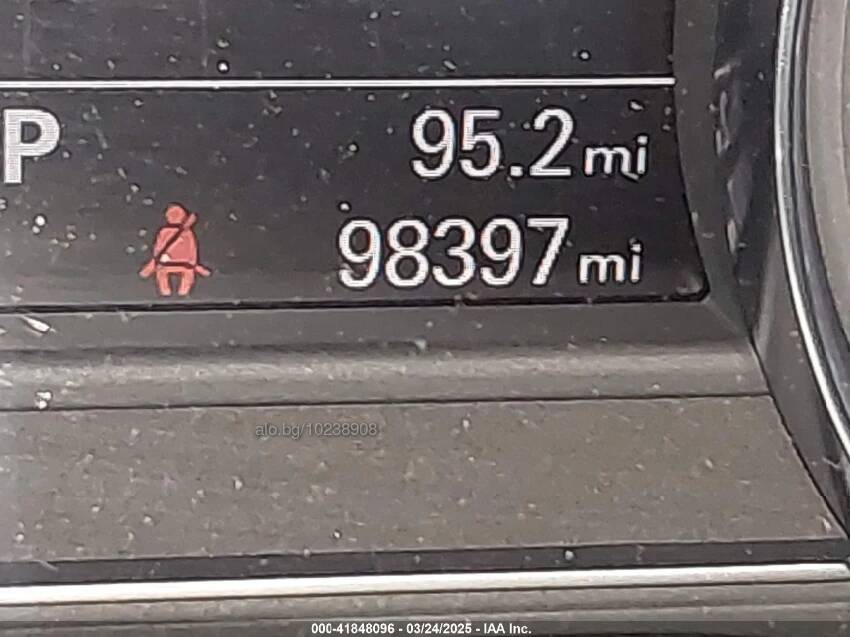 P 95.2 mi
98397 mi
alo.bg/10238908
000-41848096 - 03/24/2025 - IAA Inc.